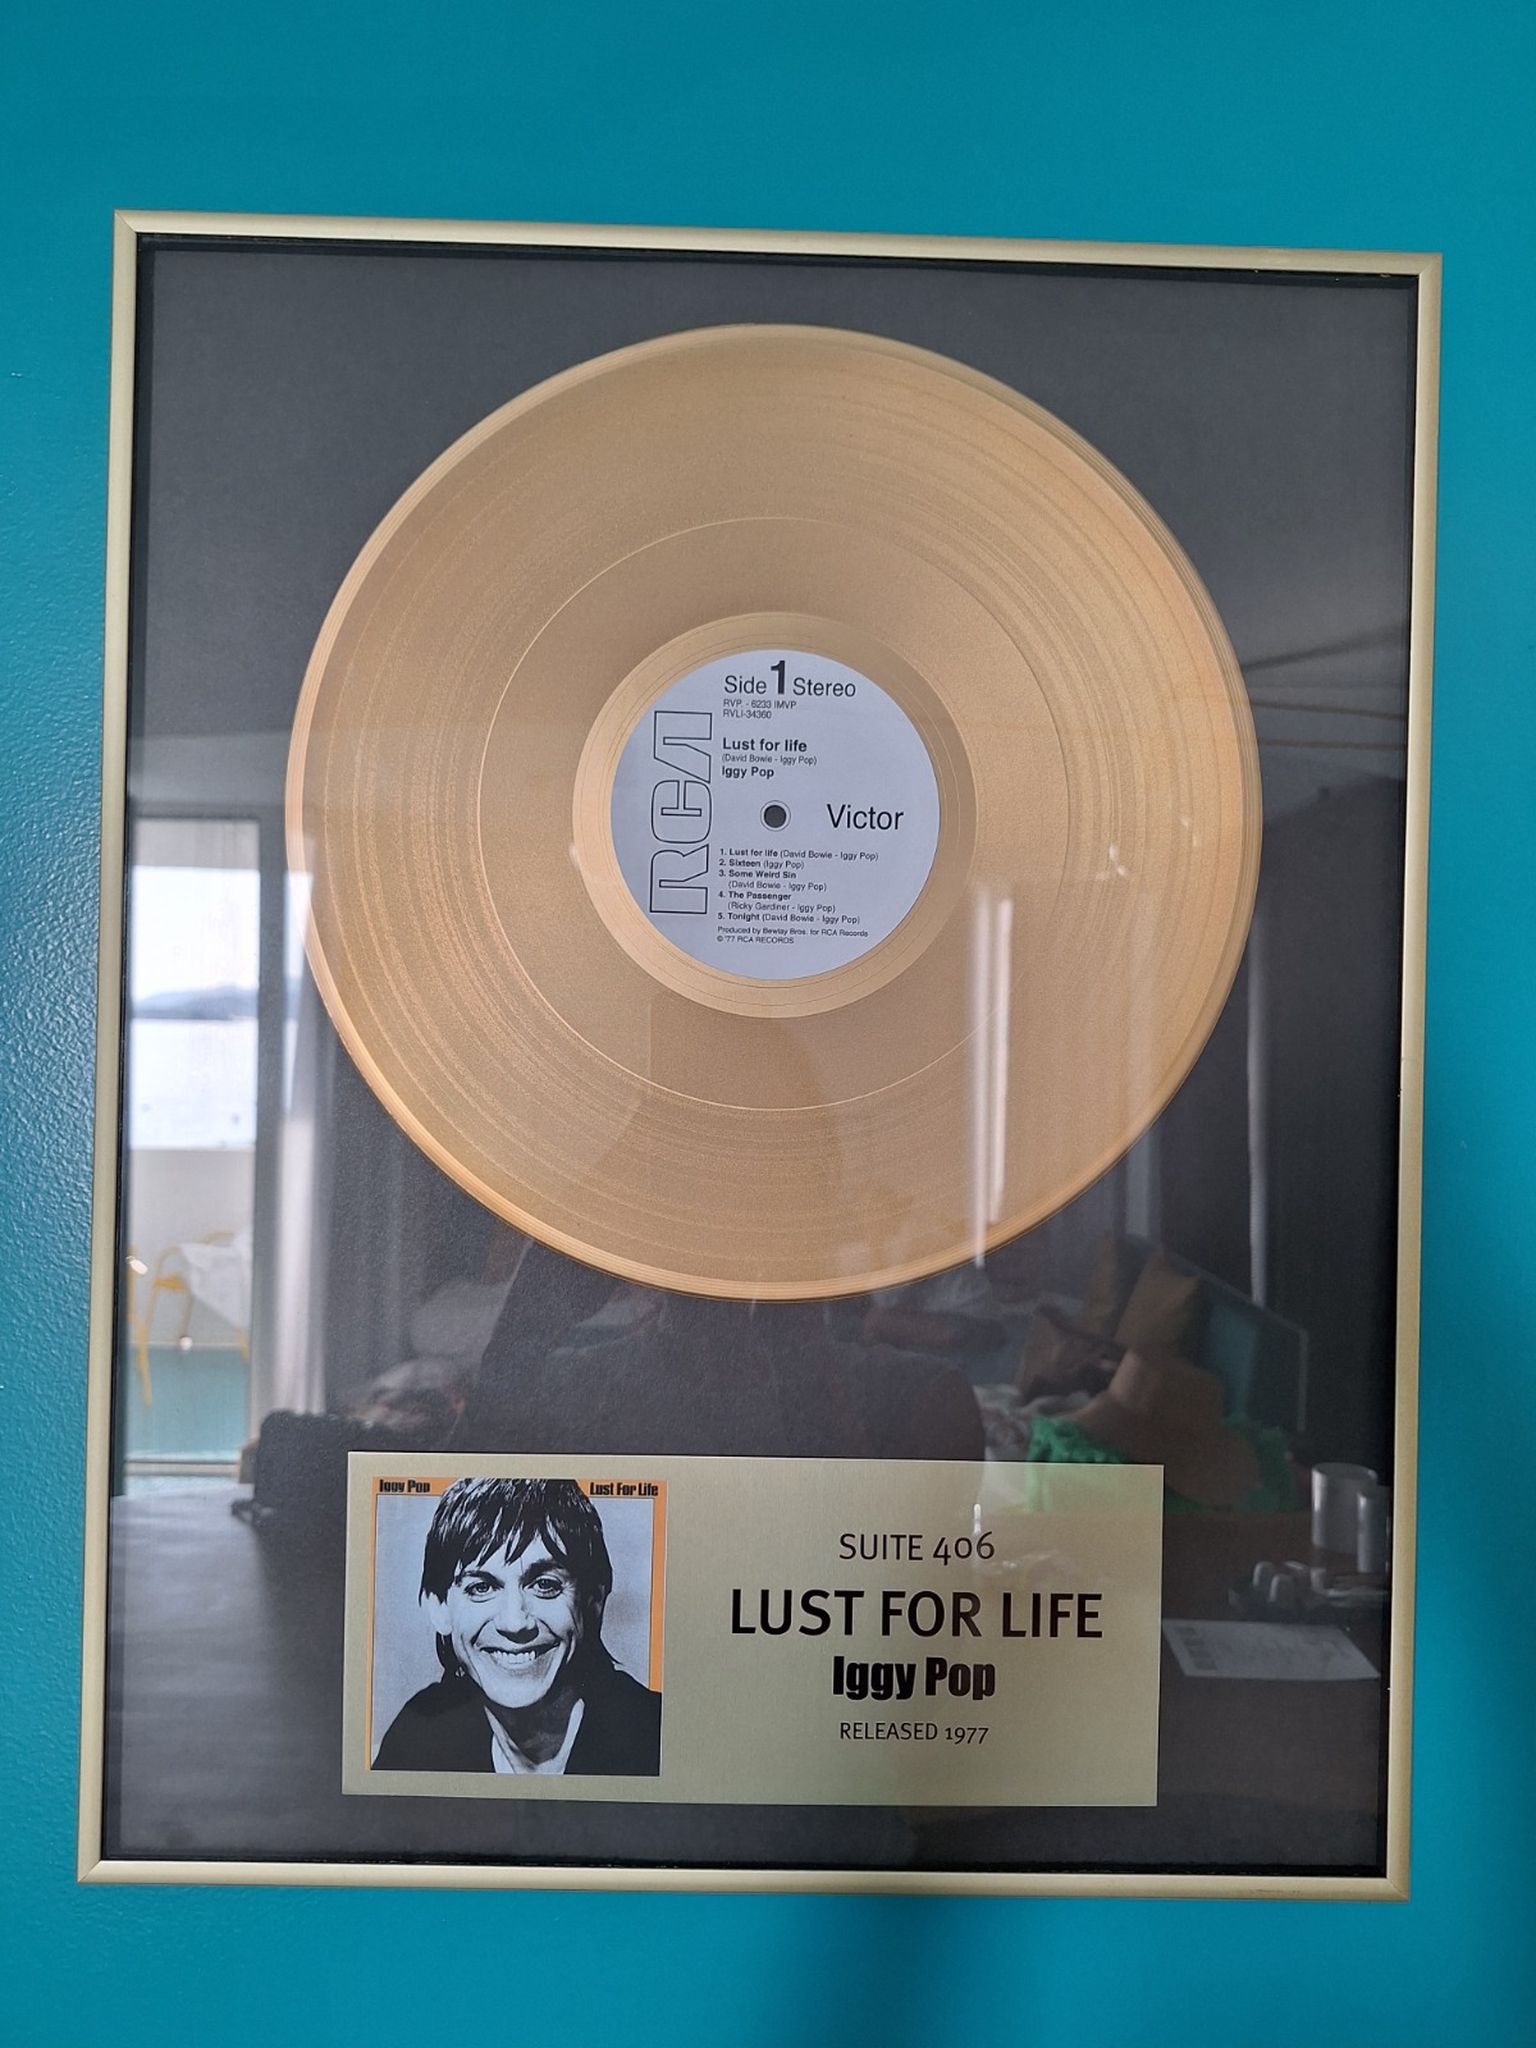 Side 1 Stereo
RVP. - 6233 IMVP
RVLI-34360
RCA
Lust for life
(David Bowie - Iggy Pop)
Iggy Pop
Victor
1. Lust for life (David Bowie - Iggy Pop)
2. Sixteen (Iggy Pop)
3. Some Weird Sin
(David Bowie - Iggy Pop)
4. The Passenger
(Ricky Gardiner - Iggy Pop)
5. Tonight (David Bowie - Iggy Pop)
Produced by Bewlay Bros. for RCA Records
© '77 RCA RECORDS
Iggy Pop
Lust For Life
SUITE 406
LUST FOR LIFE
Iggy Pop
RELEASED 1977